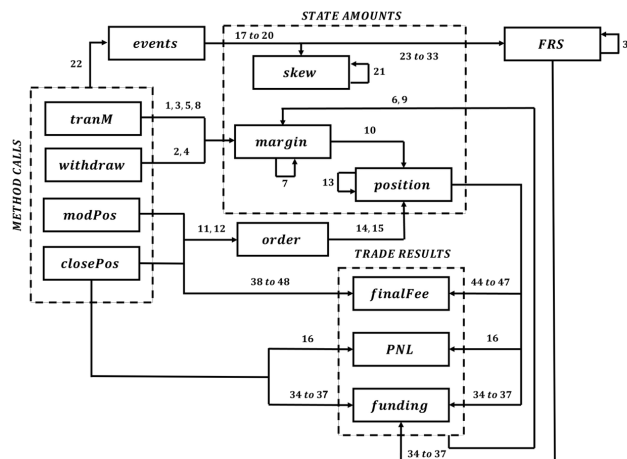 STATE AMOUNTS
events
17 to 20
FRS
23 to 33
22
skew
21
METHOD CALLS
tranM
1, 3, 5, 8
6, 9
margin
10
withdraw
2, 4
7
13
position
modPos
11, 12
order
14, 15
closePos
TRADE RESULTS
38 to 48
finalFee
44 to 47
16
PNL
16
34 to 37
funding
34 to 37
34 to 37